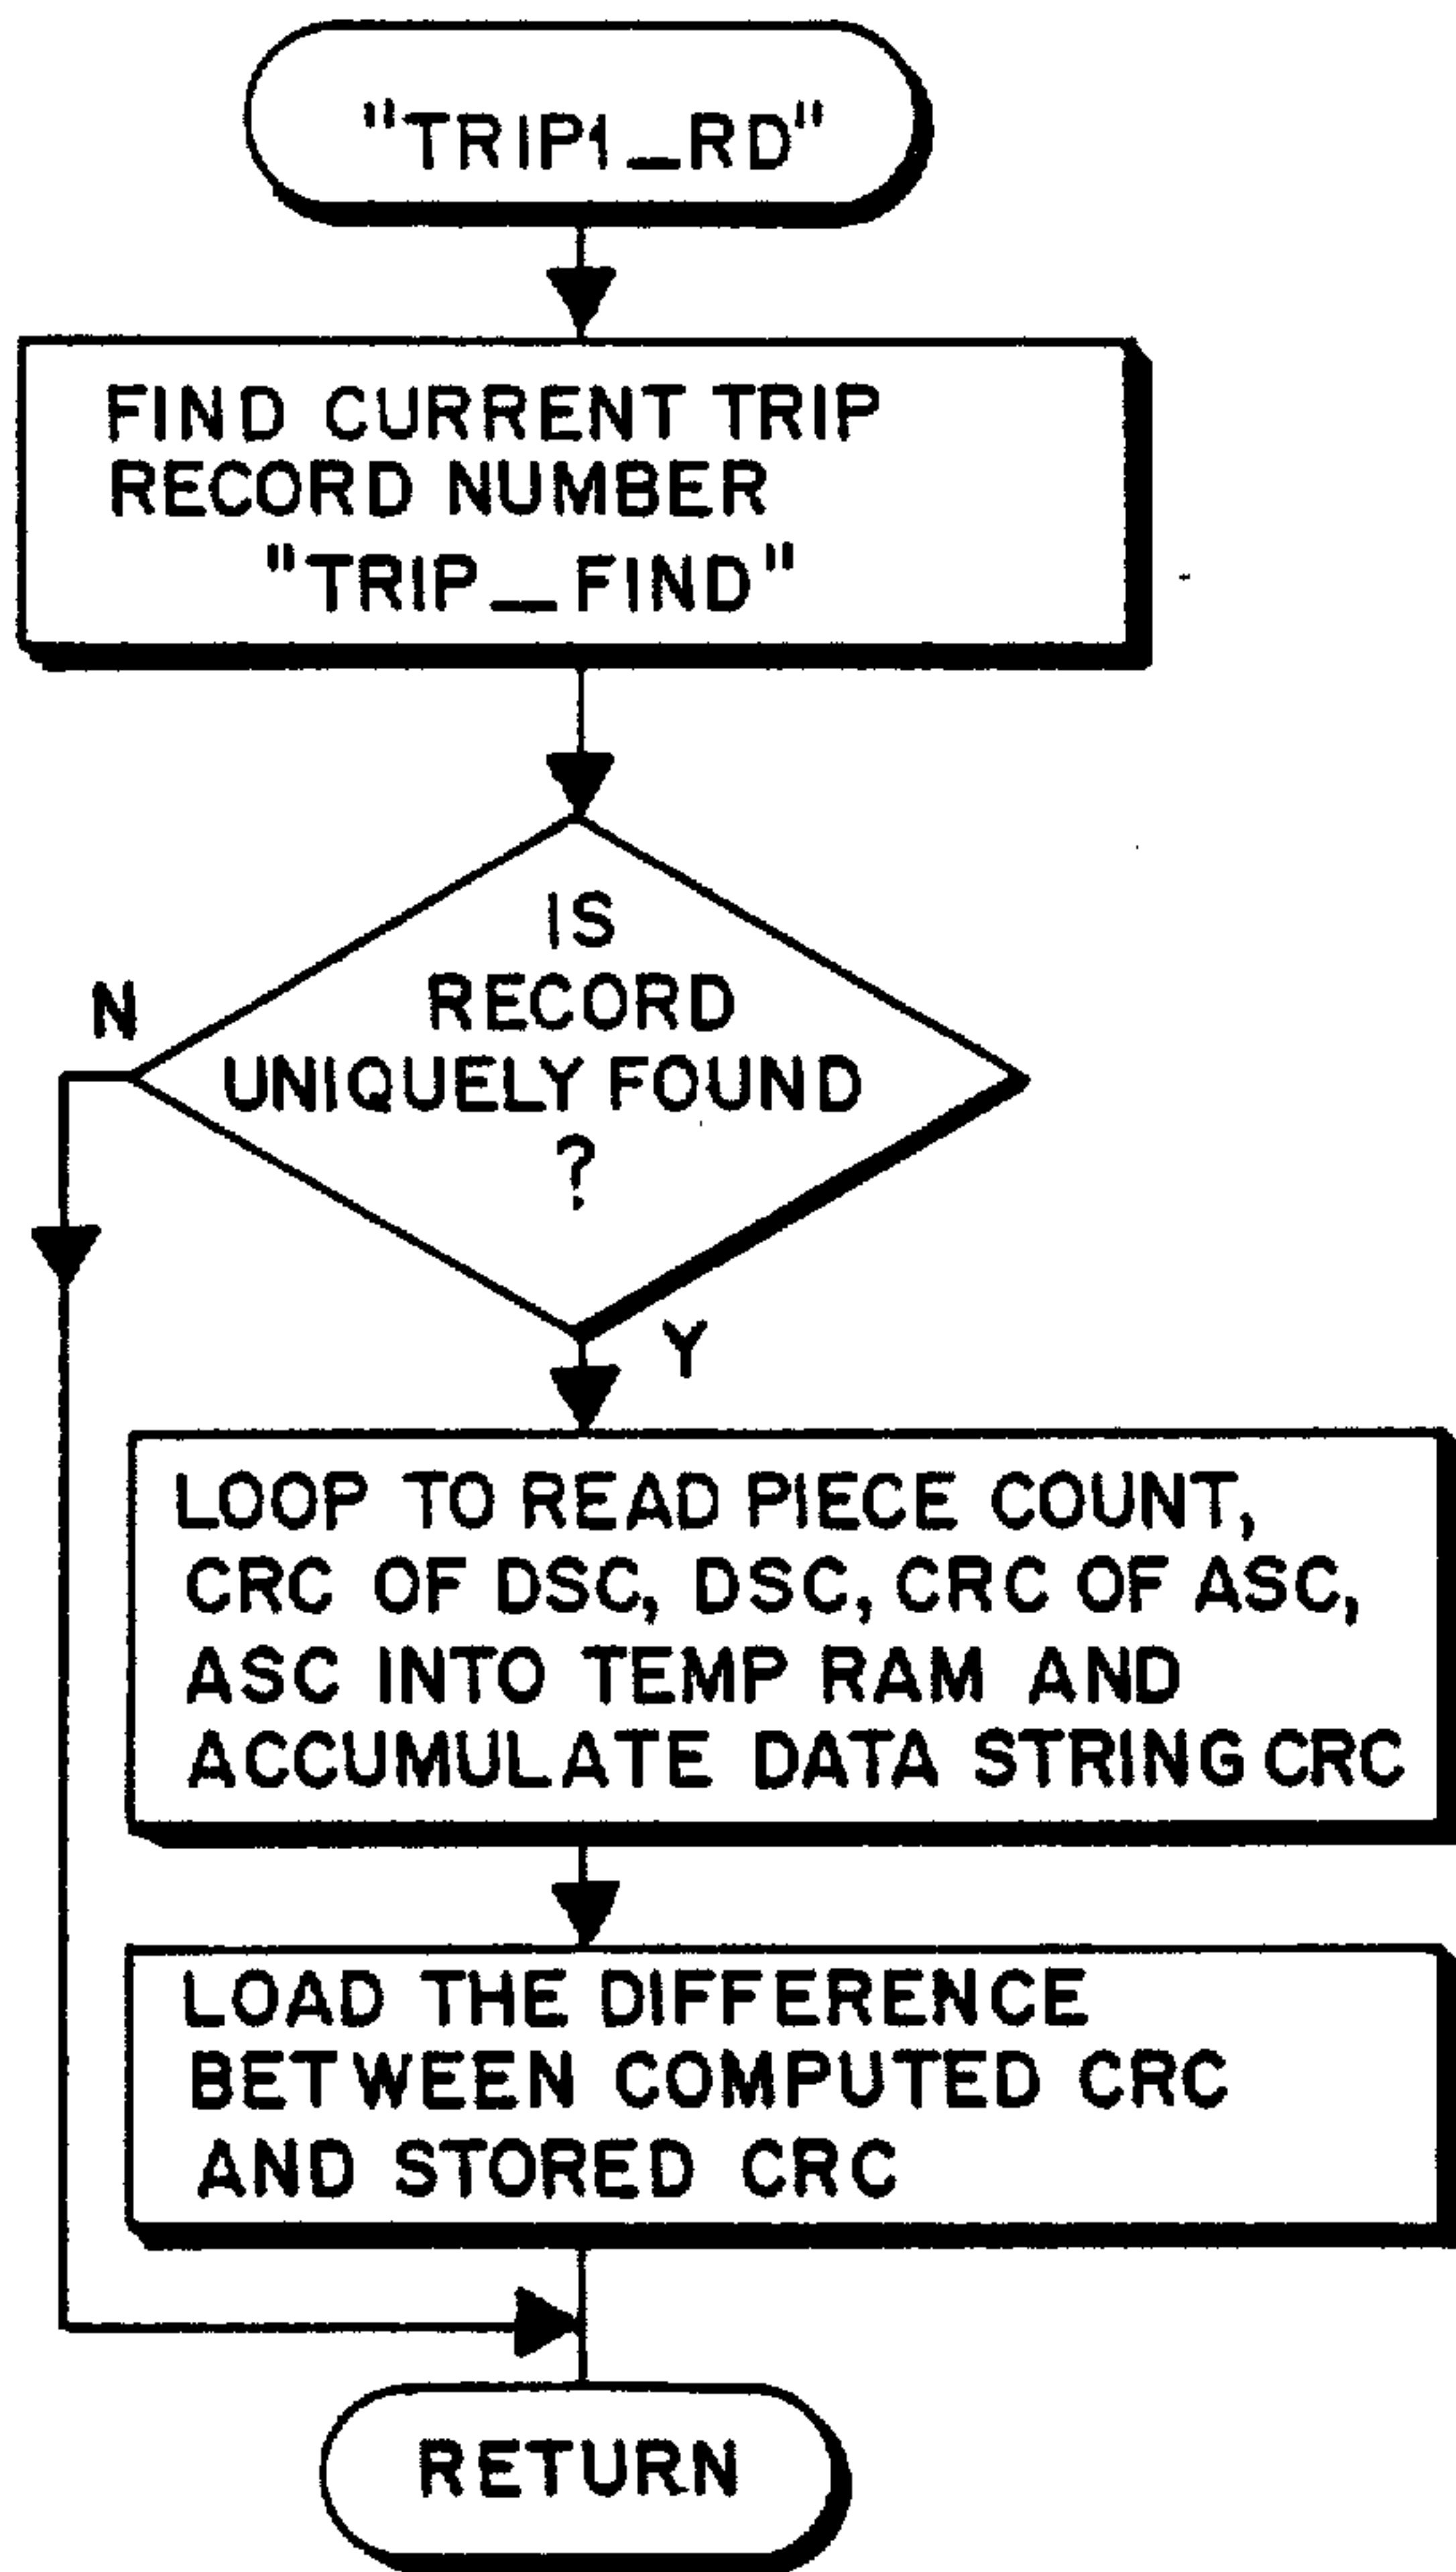 "TRIP1_RD"
FIND CURRENT TRIP
RECORD NUMBER
"TRIP_FIND"
IS
RECORD
UNIQUELY FOUND
?
N
Y
LOOP TO READ PIECE COUNT,
CRC OF DSC, DSC, CRC OF ASC,
ASC INTO TEMP RAM AND
ACCUMULATE DATA STRING CRC
LOAD THE DIFFERENCE
BETWEEN COMPUTED CRC
AND STORED CRC
RETURN